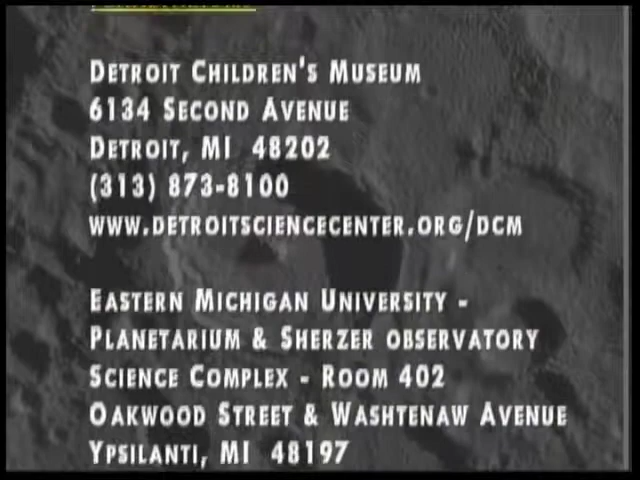 DETROIT CHILDREN'S MUSEUM
6134 SECOND AVENUE
DETROIT, MI 48202
(313) 873-8100
WWW.DETROITSCIENCECENTER.ORG/DCM
EASTERN MICHIGAN UNIVERSITY -
PLANETARIUM & SHERZER OBSERVATORY
SCIENCE COMPLEX - ROOM 402
OAKWOOD STREET & WASHTENAW AVENUE
YPSILANTI, MI 48197